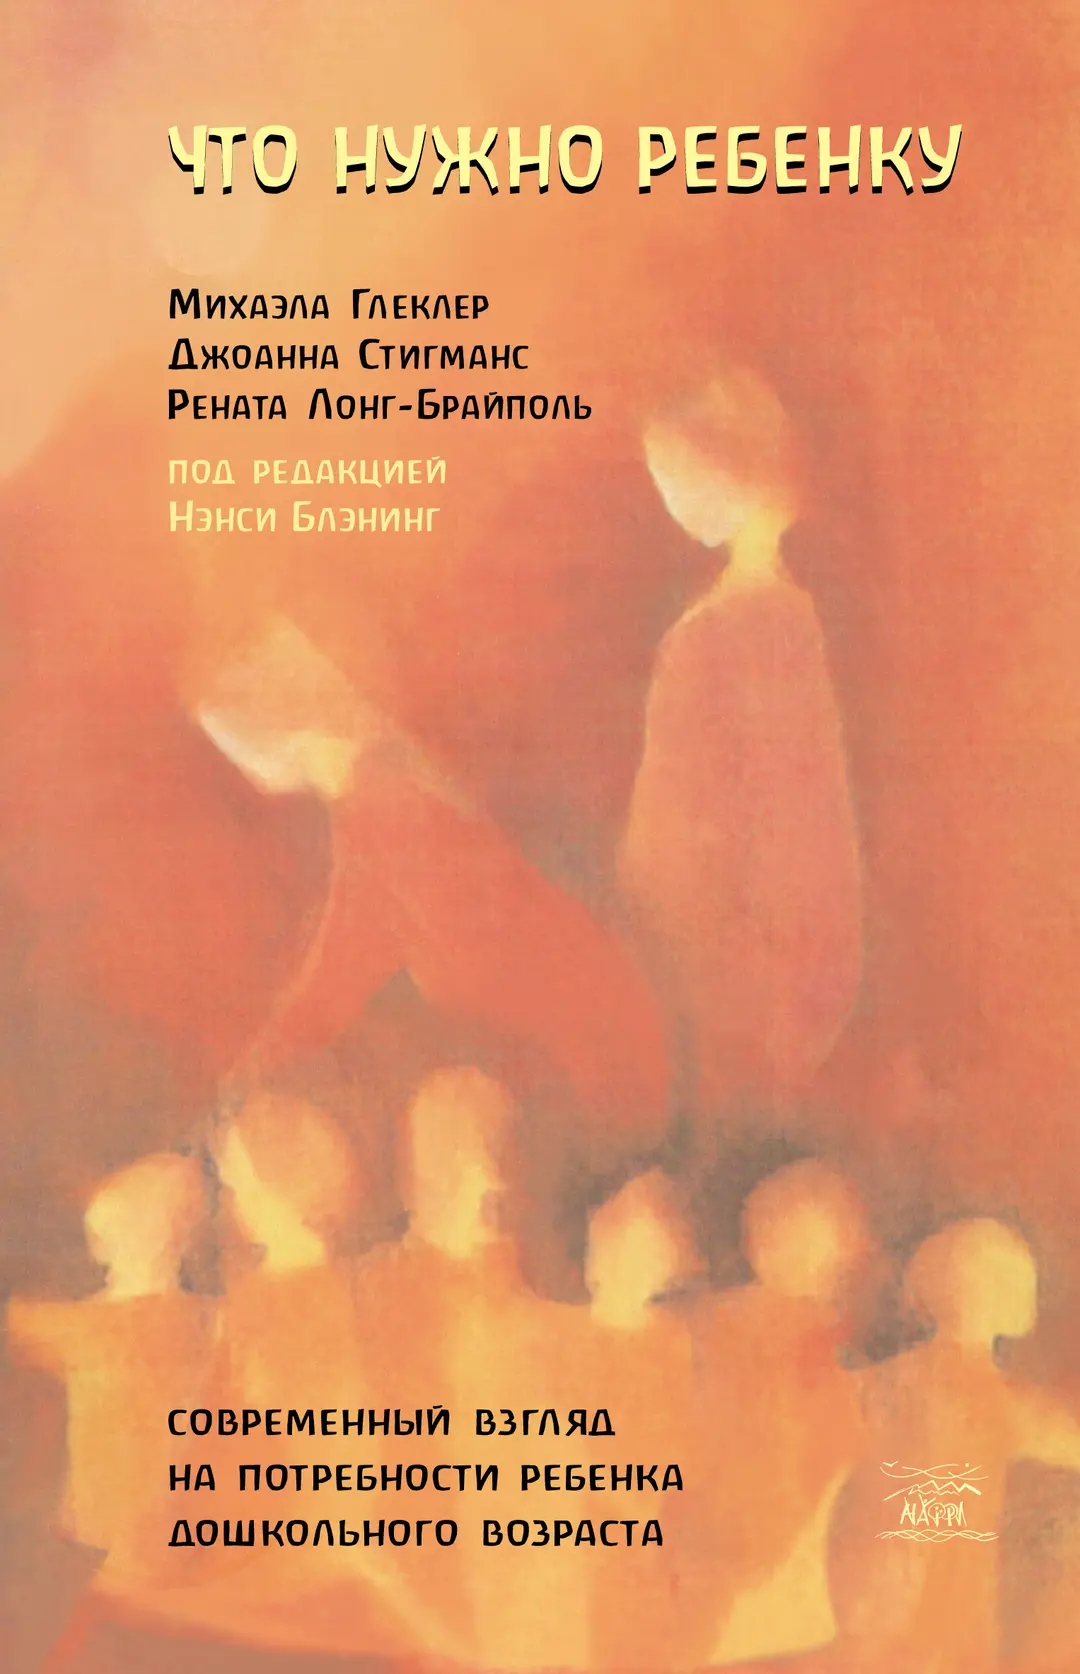 ЧТО НУЖНО РЕБЕНКУ
Михаэла Глеклер
Джоанна Стигманс
Рената Лонг-Брайполь
под редакцией
Нэнси Блэнинг
современный взгляд
на потребности ребенка
дошкольного возраста
НАИРИ